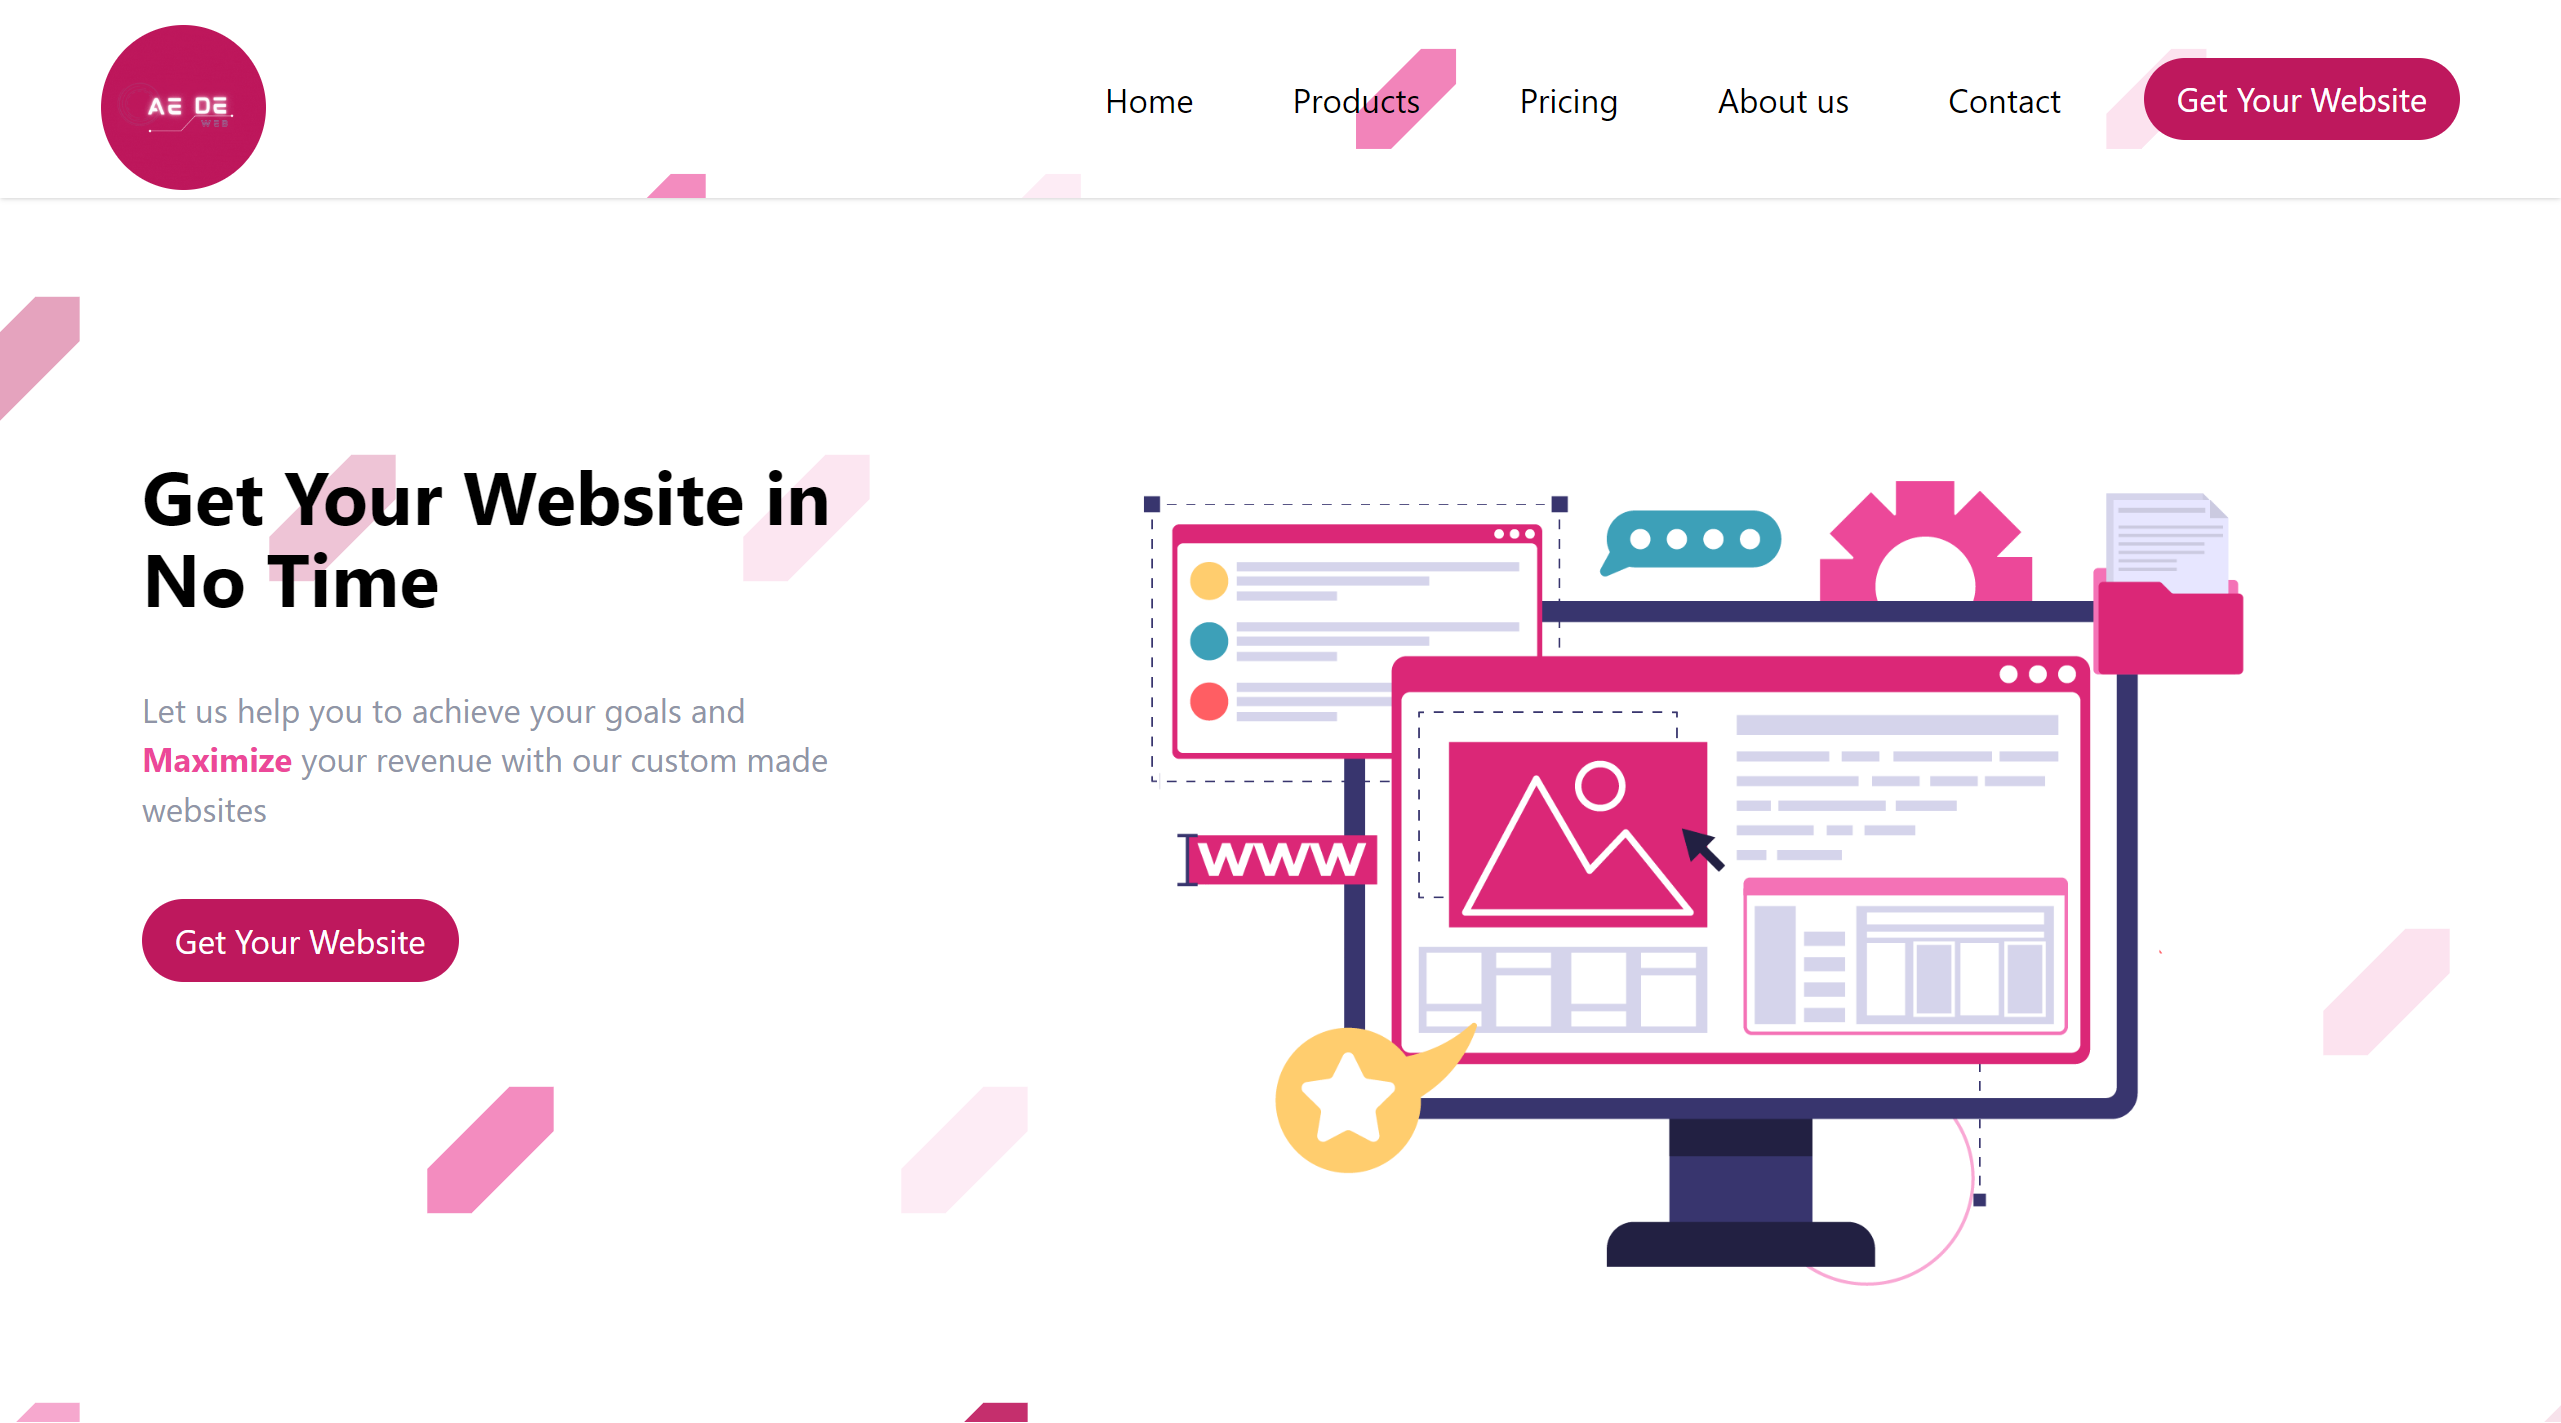 AE DE
WEB
Home
Products
Pricing
About us
Contact
Get Your Website
Get Your Website in
No Time
Let us help you to achieve your goals and
Maximize your revenue with our custom made
websites
Get Your Website
WWW